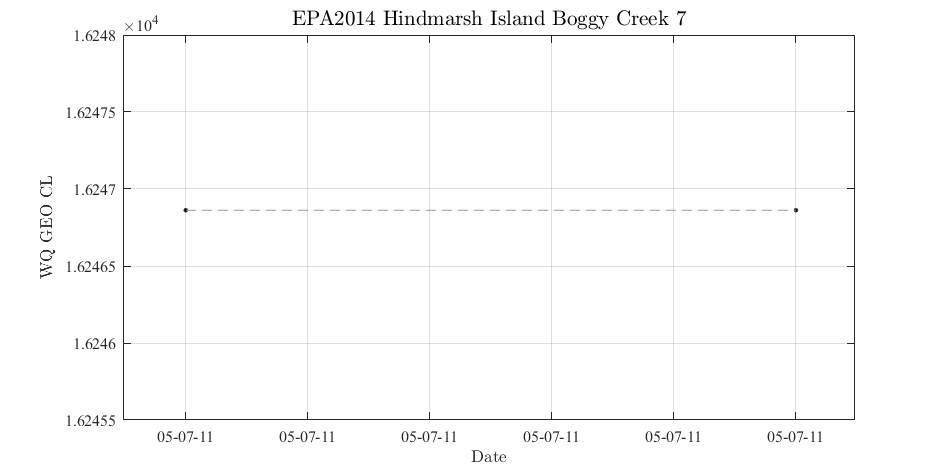 EPA2014 Hindmarsh Island Boggy Creek 7
×10⁴
1.6248
1.62475
1.6247
1.62465
1.6246
1.62455
WQ GEO CL
05-07-11 05-07-11 05-07-11 05-07-11 05-07-11 05-07-11
Date